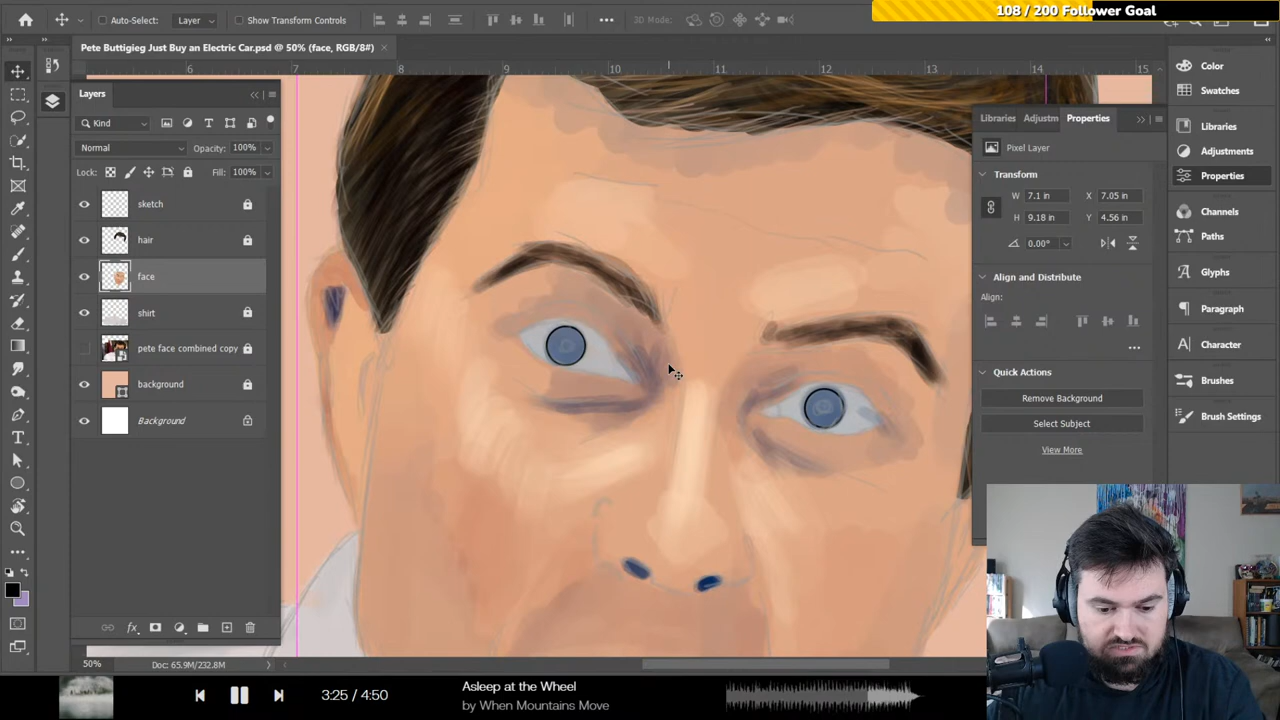 Auto-Select:
Layer
Show Transform Controls
3D Mode:
108 / 200 Follower Goal
Pete Buttigieg Just Buy an Electric Car.psd @ 50% (face, RGB/8#)
6 7 8 9 10 11 12 13 14 15
Layers
Kind
Normal
Opacity: 100%
Lock:
Fill: 100%
sketch
hair
face
shirt
pete face combined copy
background
Background
Libraries
Adjustm
Properties
Pixel Layer
Transform
W 7.1 in
X 7.05 in
H 9.18 in
Y 4.56 in
0.00°
Align and Distribute
Align:
Quick Actions
Remove Background
Select Subject
View More
Color
Swatches
Libraries
Adjustments
Properties
Channels
Paths
Glyphs
Paragraph
Character
Brushes
Brush Settings
50%
Doc: 65.9M/232.8M
3:25 / 4:50
Asleep at the Wheel
by When Mountains Move